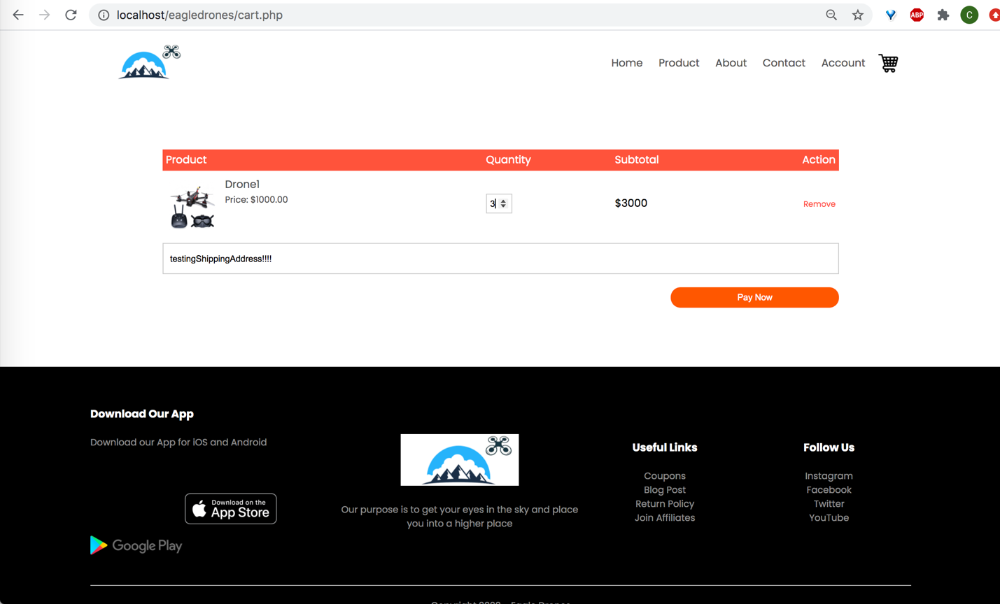 localhost/eagledrones/cart.php
ABP
C
Home Product About Contact Account
Product Quantity Subtotal Action
Drone1
Price: $1000.00
3 $3000 Remove
testingShippingAddress!!!!
Pay Now
Download Our App
Download our App for iOS and Android
Download on the
App Store
Google Play
Our purpose is to get your eyes in the sky and place
you into a higher place
Useful Links
Coupons
Blog Post
Return Policy
Join Affiliates
Follow Us
Instagram
Facebook
Twitter
YouTube